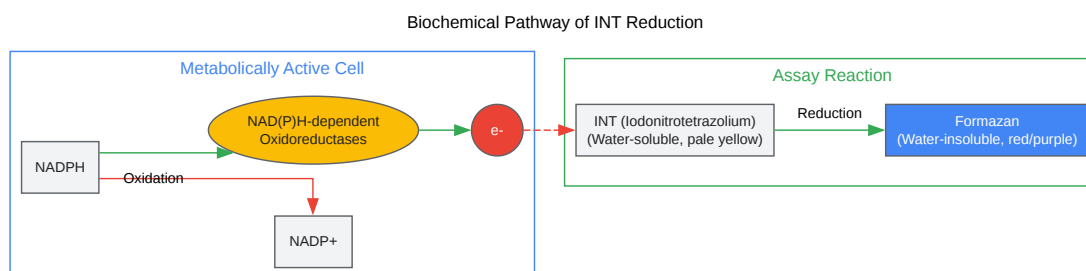 Biochemical Pathway of INT Reduction
Metabolically Active Cell
Assay Reaction
NAD(P)H-dependent
Oxidoreductases
e-
INT (Iodonitrotetrazolium)
(Water-soluble, pale yellow)
Reduction
Formazan
(Water-insoluble, red/purple)
NADPH
Oxidation
NADP+